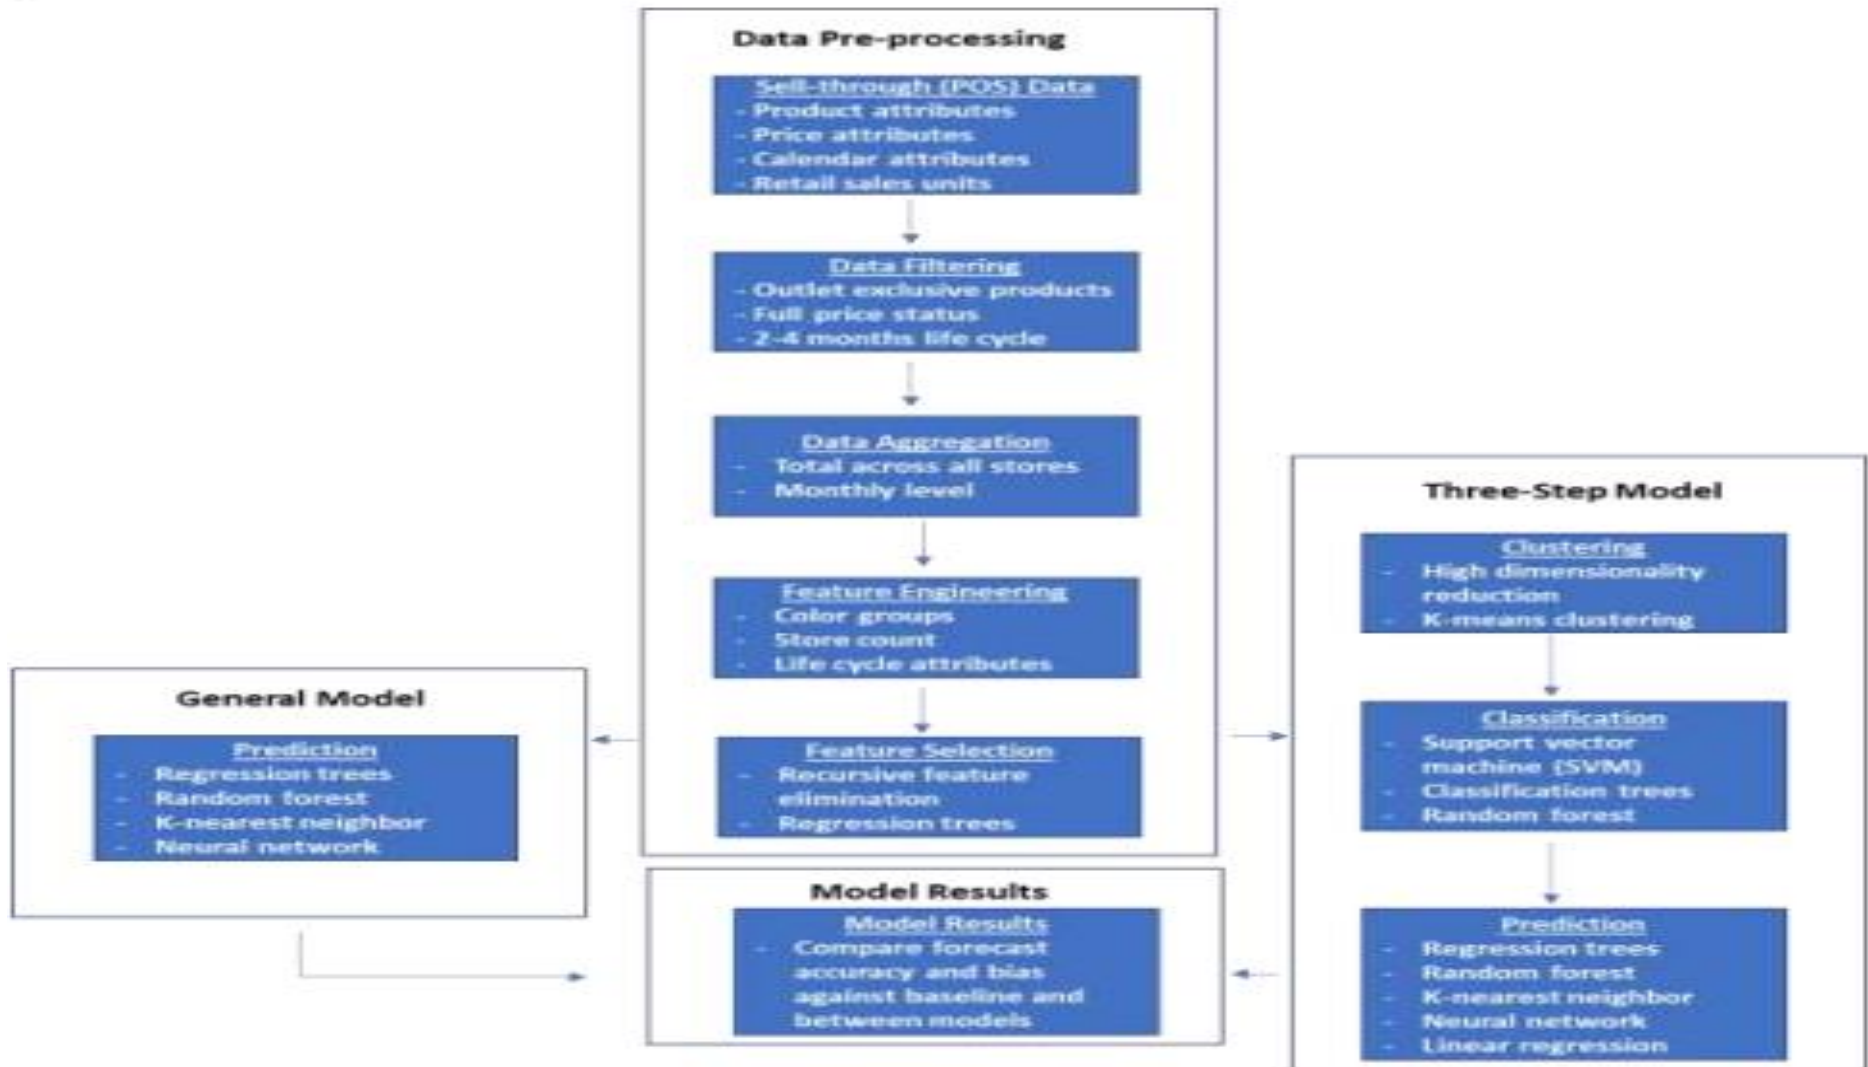 Data Pre-processing
Sell-through (POS) Data
- Product attributes
- Price attributes
- Calendar attributes
- Retail sales units
Data Filtering
- Outlet exclusive products
- Full price status
- 2-4 months life cycle
Data Aggregation
- Total across all stores
- Monthly level
Feature Engineering
- Color groups
- Store count
- Life cycle attributes
Feature Selection
- Recursive feature
elimination
- Regression trees
General Model
Prediction
- Regression trees
- Random forest
- K-nearest neighbor
- Neural network
Three-Step Model
Clustering
- High dimensionality
reduction
- K-means clustering
Classification
- Support vector
machine (SVM)
- Classification trees
- Random forest
Prediction
- Regression trees
- Random forest
- K-nearest neighbor
- Neural network
- Linear regression
Model Results
Model Results
- Compare forecast
accuracy and bias
against baseline and
between models